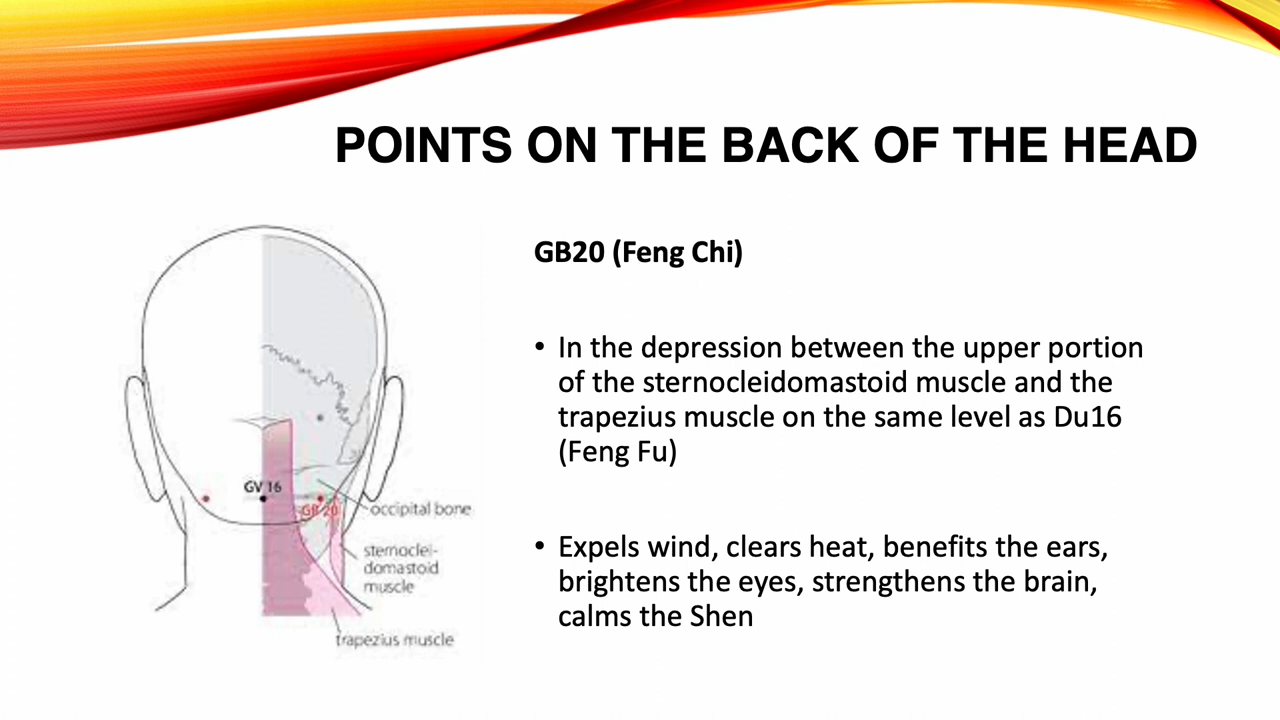 POINTS ON THE BACK OF THE HEAD
GB20 (Feng Chi)
• In the depression between the upper portion
of the sternocleidomastoid muscle and the
trapezius muscle on the same level as Du16
(Feng Fu)
• Expels wind, clears heat, benefits the ears,
brightens the eyes, strengthens the brain,
calms the Shen
GV 16
GB 20
occipital bone
sternoclei-
domastoid
muscle
trapezius muscle